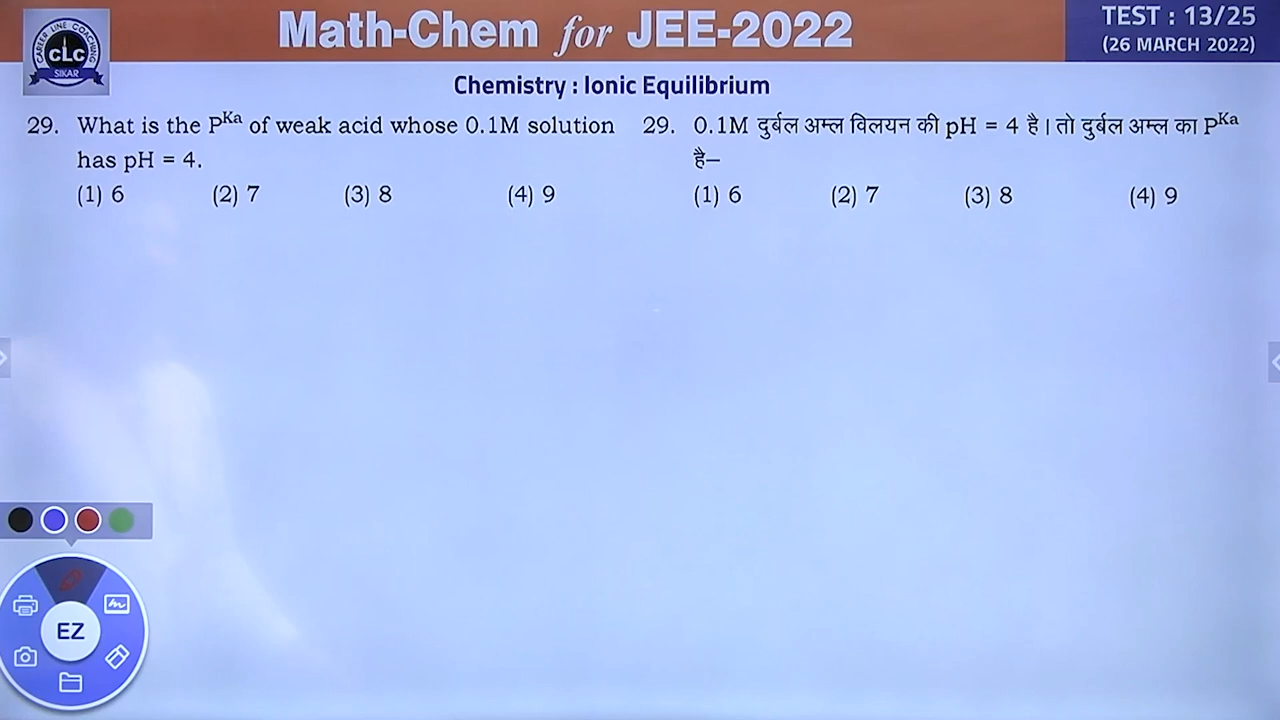 CAREER LINE COACHING
CLC
SIKAR
Math-Chem for JEE-2022
TEST : 13/25
(26 MARCH 2022)
Chemistry : Ionic Equilibrium
29. What is the P^Ka of weak acid whose 0.1M solution
has pH = 4.
(1) 6 (2) 7 (3) 8 (4) 9
29. 0.1M दुर्बल अम्ल विलयन की pH = 4 है। तो दुर्बल अम्ल का P^Ka
है–
(1) 6 (2) 7 (3) 8 (4) 9
EZ